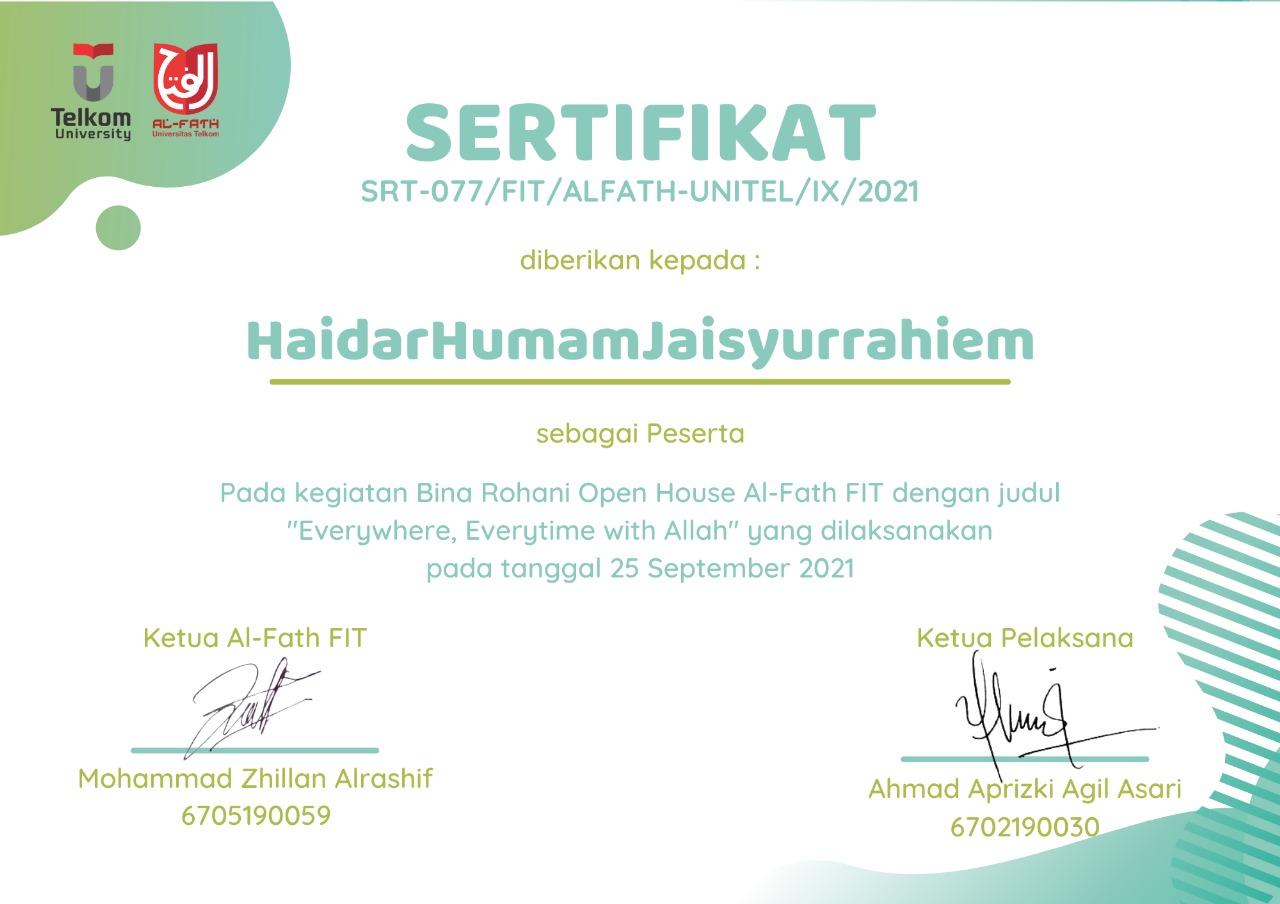 Telkom
University
الفتح
AL-FATH
Universitas Telkom
SERTIFIKAT
SRT-077/FIT/ALFATH-UNITEL/IX/2021
diberikan kepada :
HaidarHumamJaisyurrahiem
sebagai Peserta
Pada kegiatan Bina Rohani Open House Al-Fath FIT dengan judul
"Everywhere, Everytime with Allah" yang dilaksanakan
pada tanggal 25 September 2021
Ketua Al-Fath FIT
Mohammad Zhillan Alrashif
6705190059
Ketua Pelaksana
Ahmad Aprizki Agil Asari
6702190030